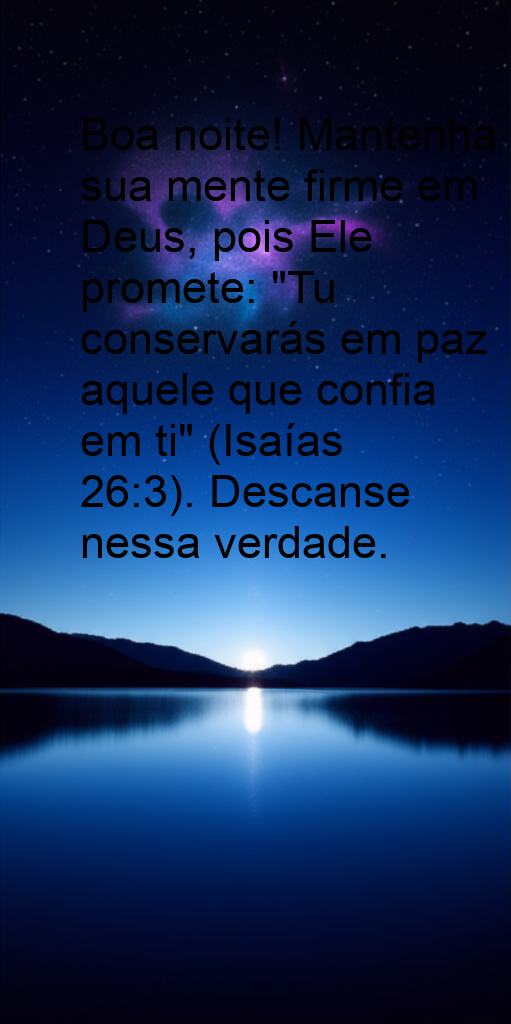 Boa noite! Mantenha
sua mente firme em
Deus, pois Ele
promete: "Tu
conservarás em paz
aquele que confia
em ti" (Isaías
26:3). Descanse
nessa verdade.